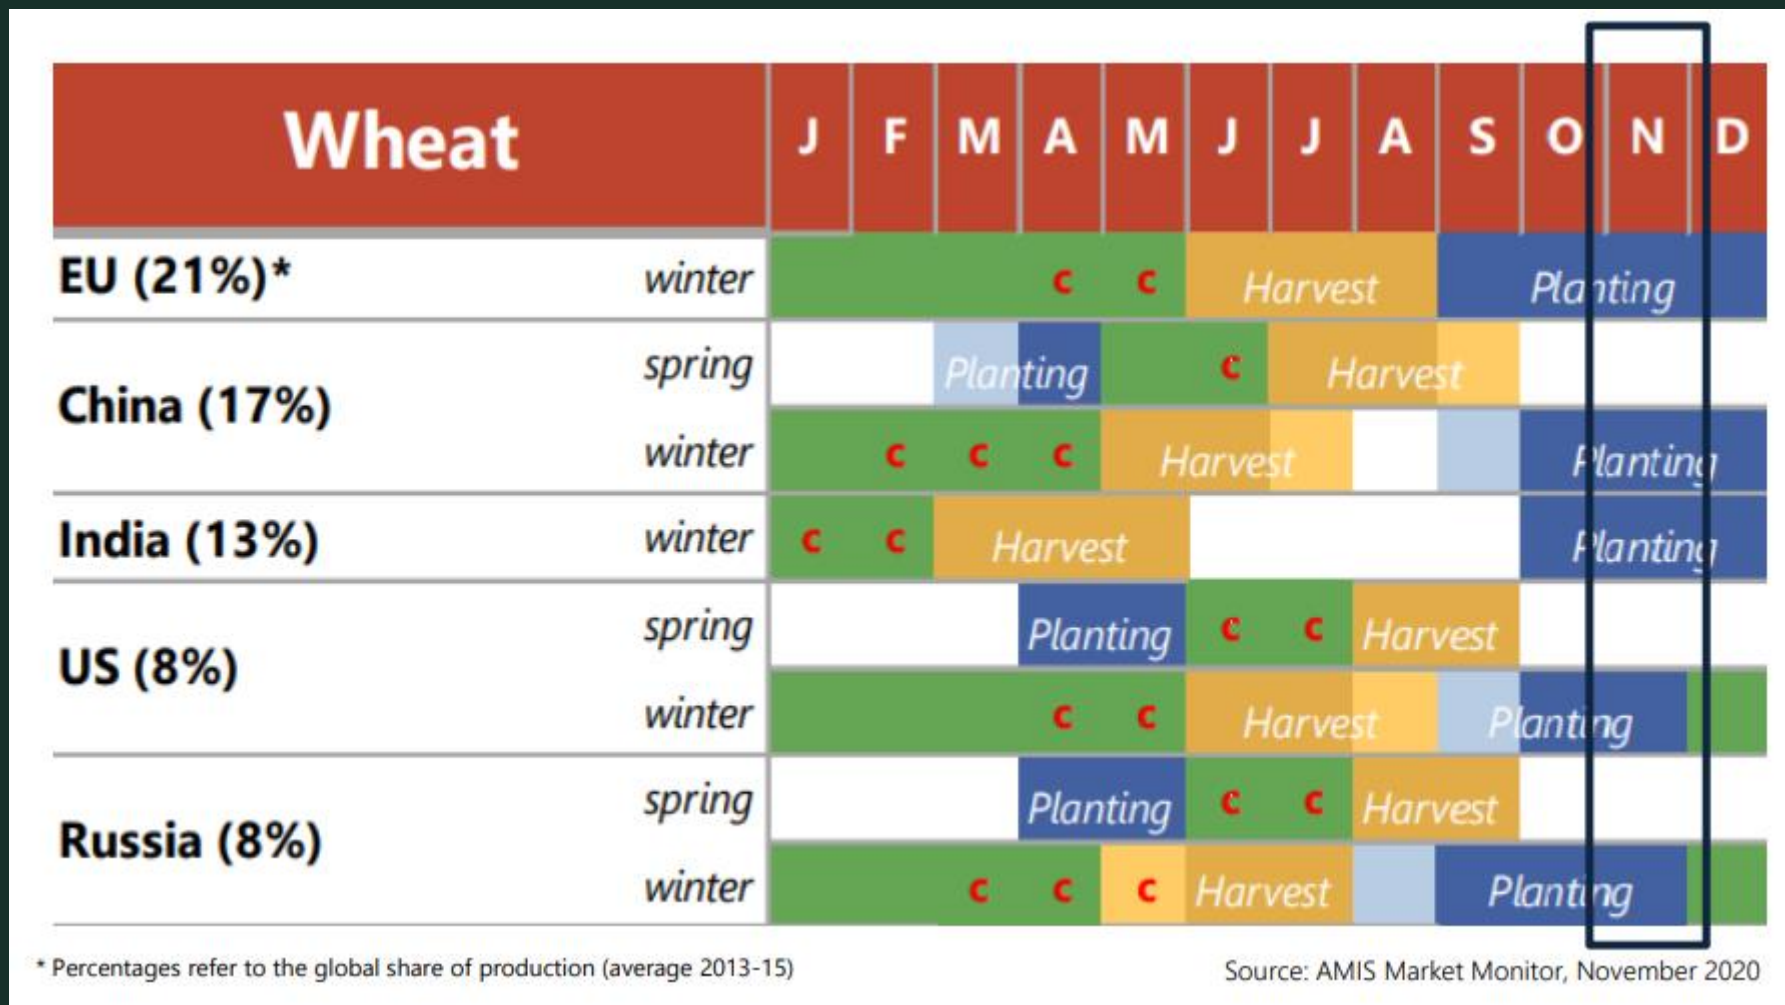 Wheat J F M A M J J A S O N D
EU (21%)* winter c c Harvest Planting
spring Planting c Harvest
China (17%)
winter c c c Harvest Planting
India (13%) winter c c Harvest Planting
spring Planting c c Harvest
US (8%)
winter c c Harvest Planting
spring Planting c c Harvest
Russia (8%)
winter c c c Harvest Planting
* Percentages refer to the global share of production (average 2013-15)
Source: AMIS Market Monitor, November 2020